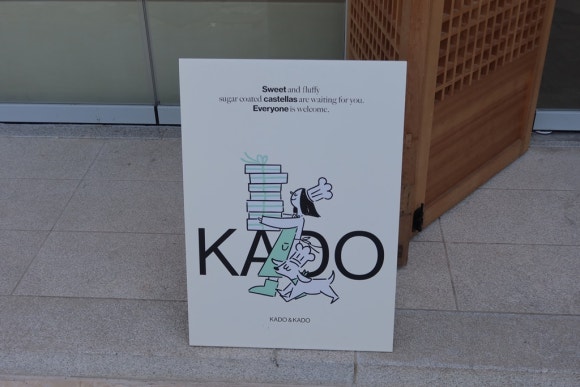 Sweet and fluffy
sugar coated castellas are waiting for you.
Everyone is welcome.
KADO
KADO & KADO